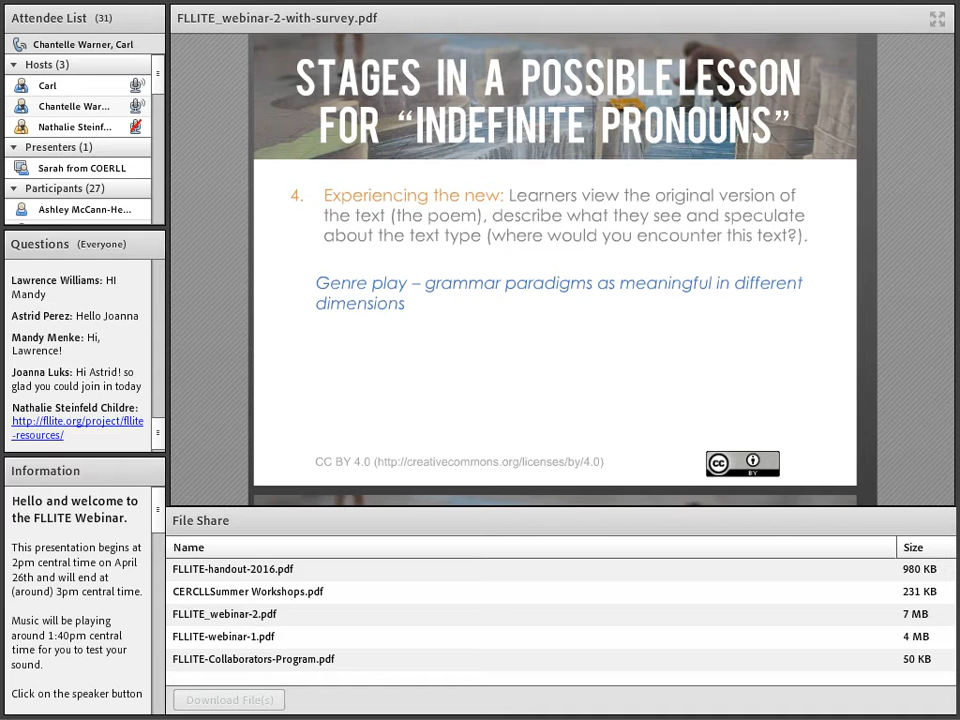 Attendee List (31)
Chantelle Warner, Carl
Hosts (3)
Carl
Chantelle War...
Nathalie Steinf...
Presenters (1)
Sarah from COERLL
Participants (27)
Ashley McCann-He...
Questions (Everyone)
Lawrence Williams: HI
Mandy
Astrid Perez: Hello Joanna
Mandy Menke: Hi,
Lawrence!
Joanna Luks: Hi Astrid! so
glad you could join in today
Nathalie Steinfeld Childre:
http://fllite.org/project/fllite
-resources/
Information
Hello and welcome to
the FLLITE Webinar.
This presentation begins at
2pm central time on April
26th and will end at
(around) 3pm central time.
Music will be playing
around 1:40pm central
time for you to test your
sound.
Click on the speaker button
FLLITE_webinar-2-with-survey.pdf
STAGES IN A POSSIBLE LESSON
FOR “INDEFINITE PRONOUNS”
4. Experiencing the new: Learners view the original version of
the text (the poem), describe what they see and speculate
about the text type (where would you encounter this text?).
Genre play – grammar paradigms as meaningful in different
dimensions
CC BY 4.0 (http://creativecommons.org/licenses/by/4.0)
cc
BY
File Share
Name Size
FLLITE-handout-2016.pdf 980 KB
CERCLLSummer Workshops.pdf 231 KB
FLLITE_webinar-2.pdf 7 MB
FLLITE-webinar-1.pdf 4 MB
FLLITE-Collaborators-Program.pdf 50 KB
Download File(s)